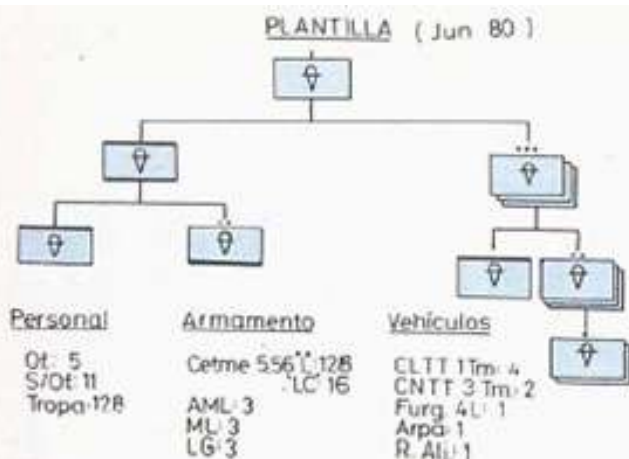 PLANTILLA (Jun 80)
Personal
Of: 5
S/Of: 11
Tropa: 128
Armamento
Cetme 5.56 "L": 128
"LC" 16
AML: 3
ML: 3
LG: 3
Vehículos
CLTT 1 Tm: 4
CNTT 3 Tm: 2
Furg. 4 L: 1
Arpa: 1
R. Alj: 1